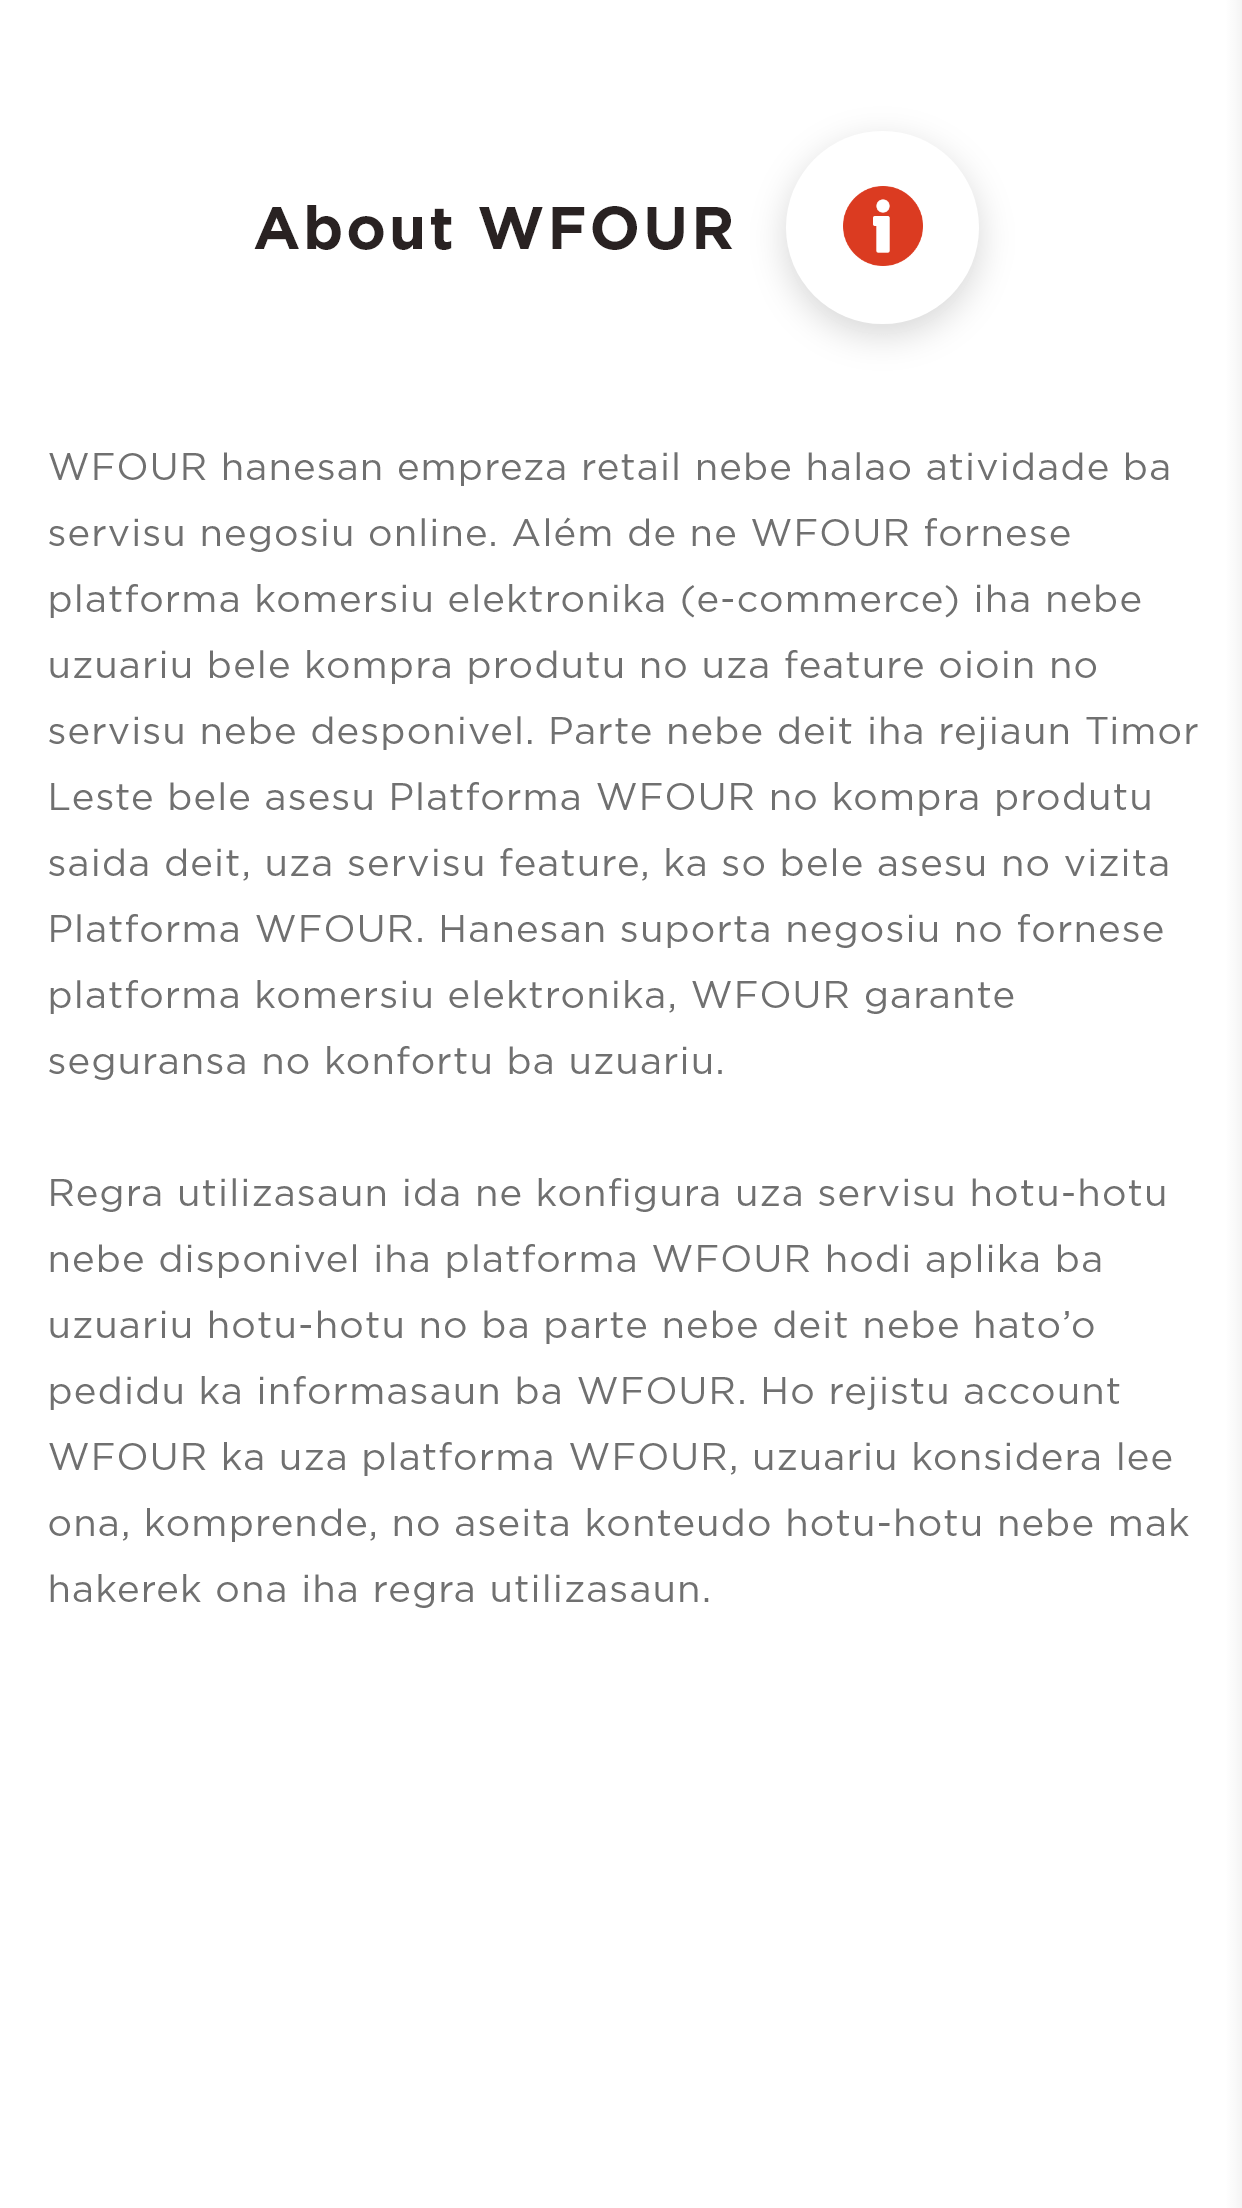 About WFOUR
WFOUR hanesan empreza retail nebe halao atividade ba
servisu negosiu online. Além de ne WFOUR fornese
platforma komersiu elektronika (e-commerce) iha nebe
uzuariu bele kompra produtu no uza feature oioin no
servisu nebe desponivel. Parte nebe deit iha rejiaun Timor
Leste bele asesu Platforma WFOUR no kompra produtu
saida deit, uza servisu feature, ka so bele asesu no vizita
Platforma WFOUR. Hanesan suporta negosiu no fornese
platforma komersiu elektronika, WFOUR garante
seguransa no konfortu ba uzuariu.
Regra utilizasaun ida ne konfigura uza servisu hotu-hotu
nebe disponivel iha platforma WFOUR hodi aplika ba
uzuariu hotu-hotu no ba parte nebe deit nebe hato’o
pedidu ka informasaun ba WFOUR. Ho rejistu account
WFOUR ka uza platforma WFOUR, uzuariu konsidera lee
ona, komprende, no aseita konteudo hotu-hotu nebe mak
hakerek ona iha regra utilizasaun.